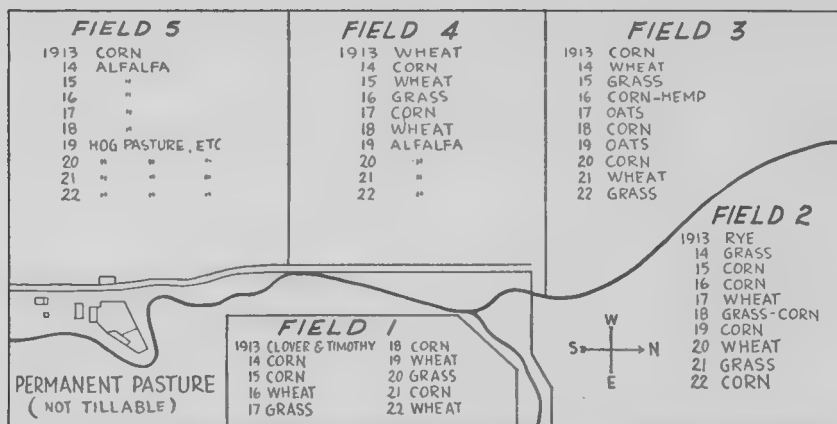 FIELD 5
1913 CORN
14 ALFALFA
15 "
16 "
17 "
18 "
19 HOG PASTURE, ETC
20 " " "
21 " " "
22 " " "
FIELD 4
1913 WHEAT
14 CORN
15 WHEAT
16 GRASS
17 CORN
18 WHEAT
19 ALFALFA
20 "
21 "
22 "
FIELD 3
1913 CORN
14 WHEAT
15 GRASS
16 CORN-HEMP
17 OATS
18 CORN
19 OATS
20 CORN
21 WHEAT
22 GRASS
FIELD 2
1913 RYE
14 GRASS
15 CORN
16 CORN
17 WHEAT
18 GRASS-CORN
19 CORN
20 WHEAT
21 GRASS
22 CORN
FIELD 1
1913 CLOVER & TIMOTHY 18 CORN
14 CORN 19 WHEAT
15 CORN 20 GRASS
16 WHEAT 21 CORN
17 GRASS 22 WHEAT
W
S N
E
PERMANENT PASTURE
(NOT TILLABLE)